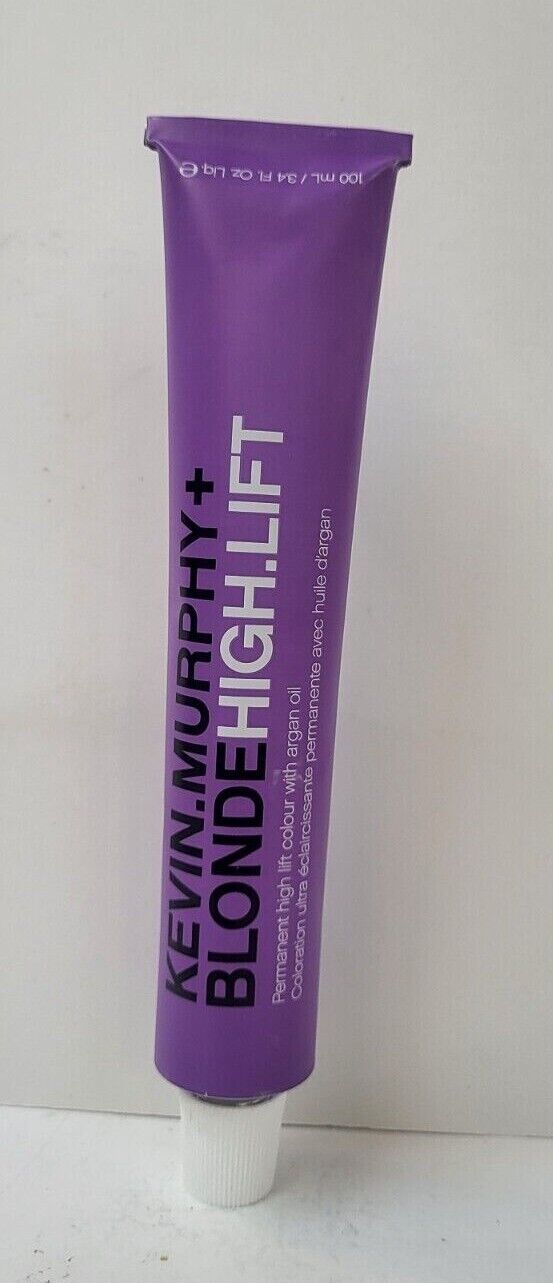 KEVIN.MURPHY+
BLONDEHIGH.LIFT
Permanent high lift colour with argan oil
Coloration ultra éclaircissante permanente avec huile d'argan
100 mL / 3.4 Fl. Oz Liq. ℮